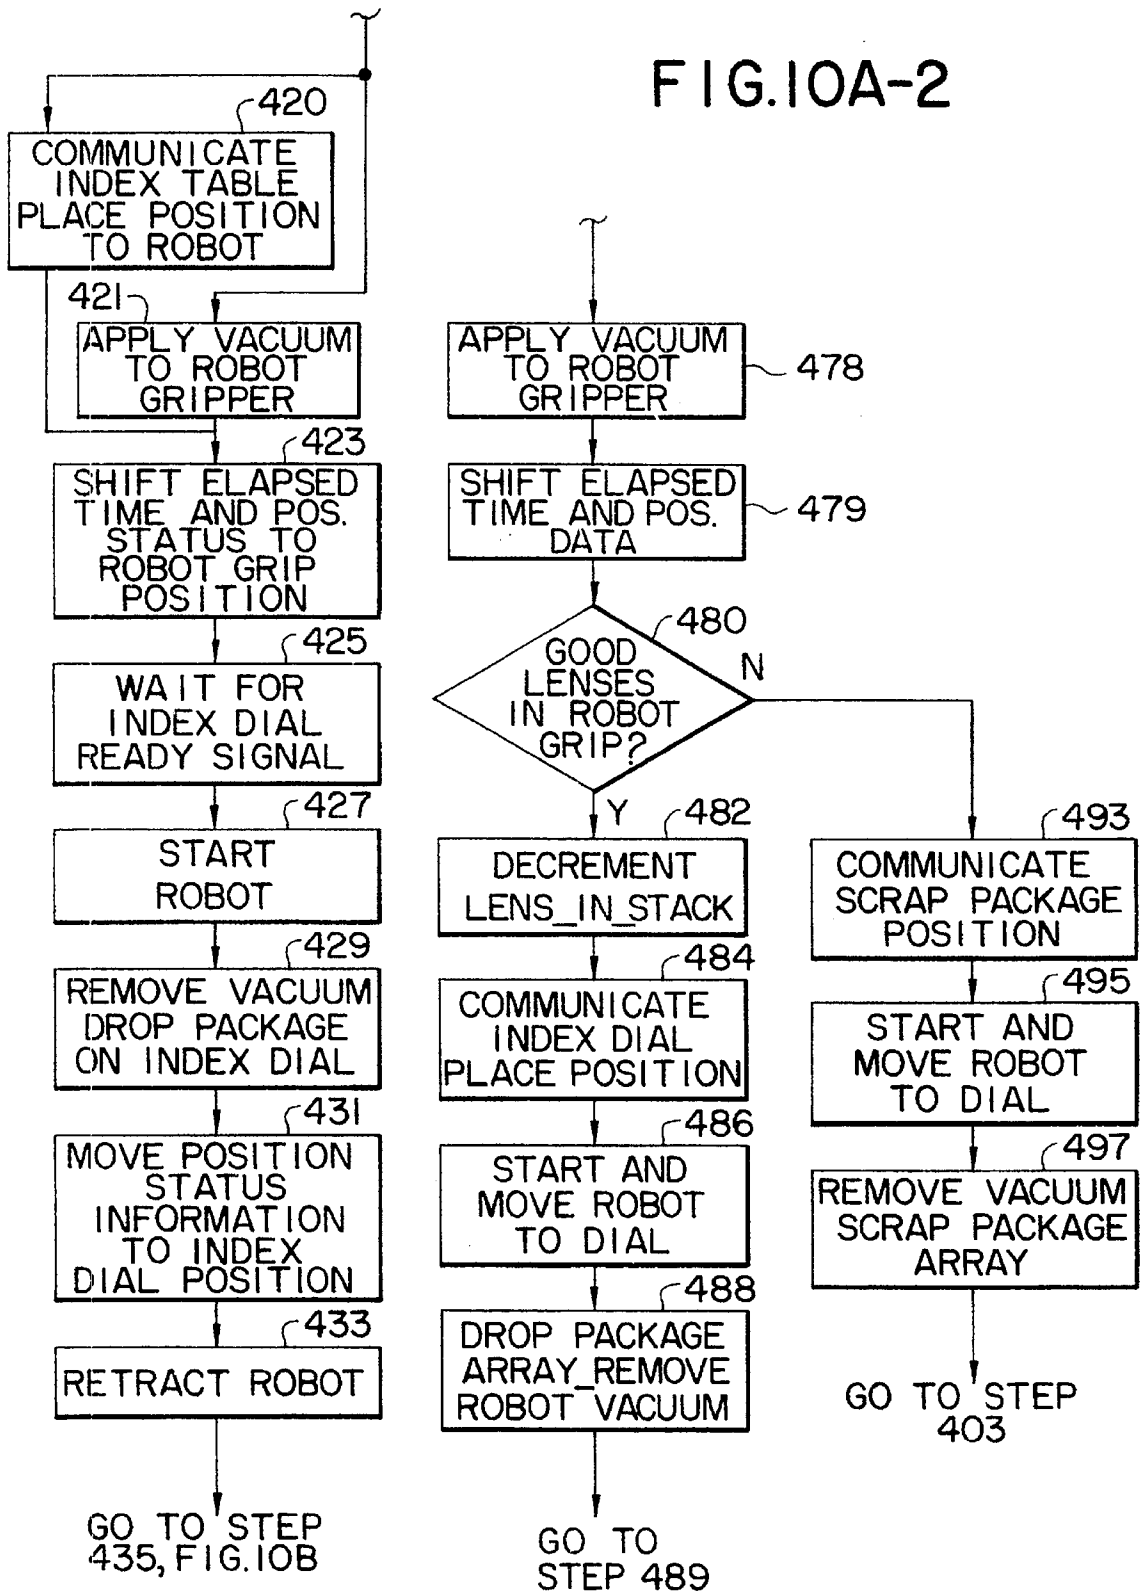 FIG.10A-2
420
COMMUNICATE
INDEX TABLE
PLACE POSITION
TO ROBOT
421
APPLY VACUUM
TO ROBOT
GRIPPER
423
SHIFT ELAPSED
TIME AND POS.
STATUS TO
ROBOT GRIP
POSITION
425
WAIT FOR
INDEX DIAL
READY SIGNAL
427
START
ROBOT
429
REMOVE VACUUM
DROP PACKAGE
ON INDEX DIAL
431
MOVE POSITION
STATUS
INFORMATION
TO INDEX
DIAL POSITION
433
RETRACT ROBOT
GO TO STEP
435, FIG.10B
APPLY VACUUM
TO ROBOT
GRIPPER
478
SHIFT ELAPSED
TIME AND POS.
DATA
479
480
GOOD
LENSES
IN ROBOT
GRIP?
N
Y
482
DECREMENT
LENS_IN_STACK
484
COMMUNICATE
INDEX DIAL
PLACE POSITION
486
START AND
MOVE ROBOT
TO DIAL
488
DROP PACKAGE
ARRAY_REMOVE
ROBOT VACUUM
GO TO
STEP 489
493
COMMUNICATE
SCRAP PACKAGE
POSITION
495
START AND
MOVE ROBOT
TO DIAL
497
REMOVE VACUUM
SCRAP PACKAGE
ARRAY
GO TO STEP
403